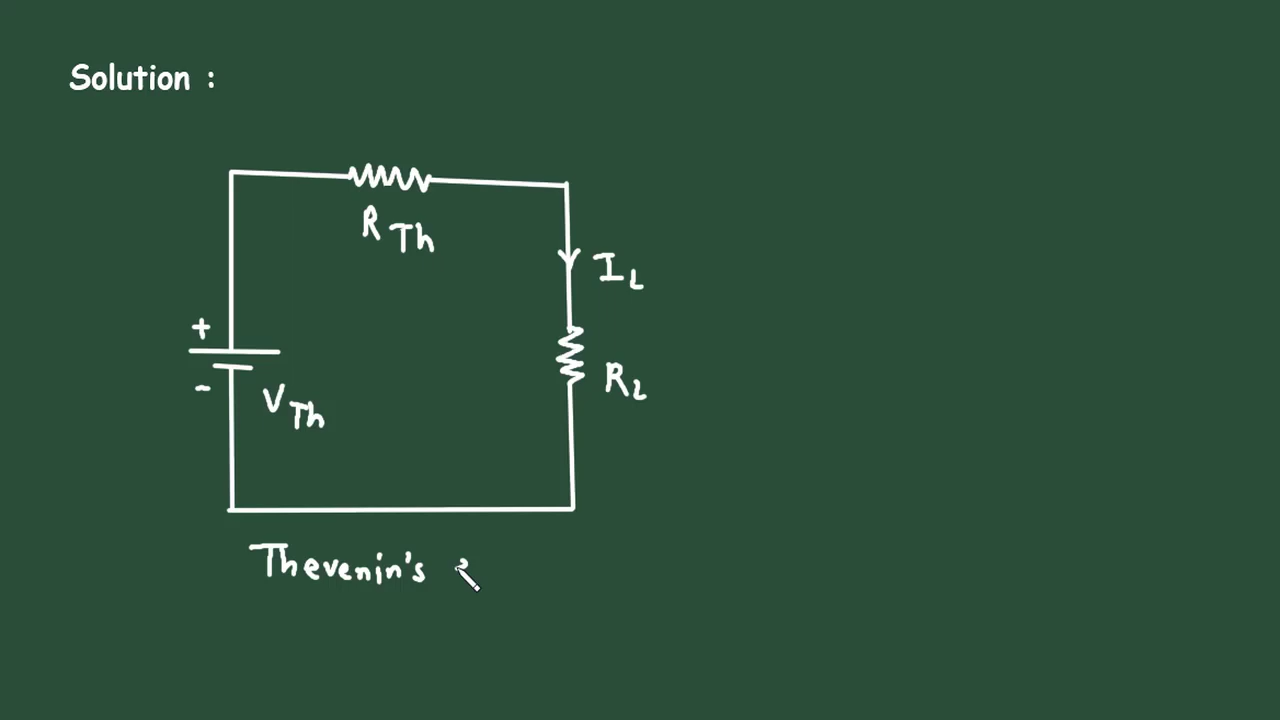 Solution :
R Th
I L
+
-
V Th
R L
Thevenin's